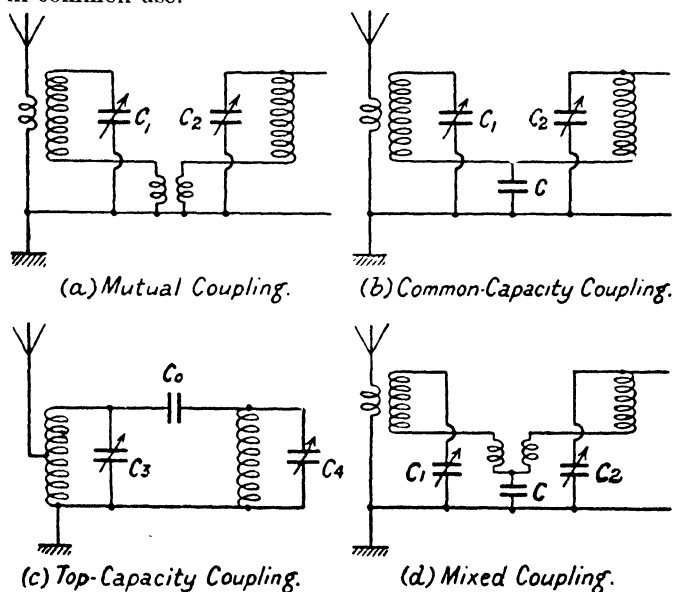 in common use.
C₁ C₂
C₁ C₂
C
(a) Mutual Coupling.
(b) Common-Capacity Coupling.
C₀
C₃ C₄
C₁ C C₂
(c) Top-Capacity Coupling.
(d) Mixed Coupling.